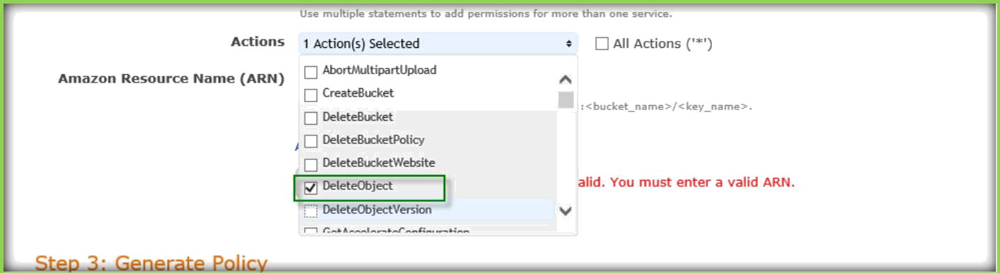 Use multiple statements to add permissions for more than one service.
Actions
1 Action(s) Selected
All Actions ('*')
AbortMultipartUpload
Amazon Resource Name (ARN)
CreateBucket
:<bucket_name>/<key_name>.
DeleteBucket
DeleteBucketPolicy
DeleteBucketWebsite
DeleteObject
alid. You must enter a valid ARN.
DeleteObjectVersion
GetAccelerateConfiguration
Step 3: Generate Policy